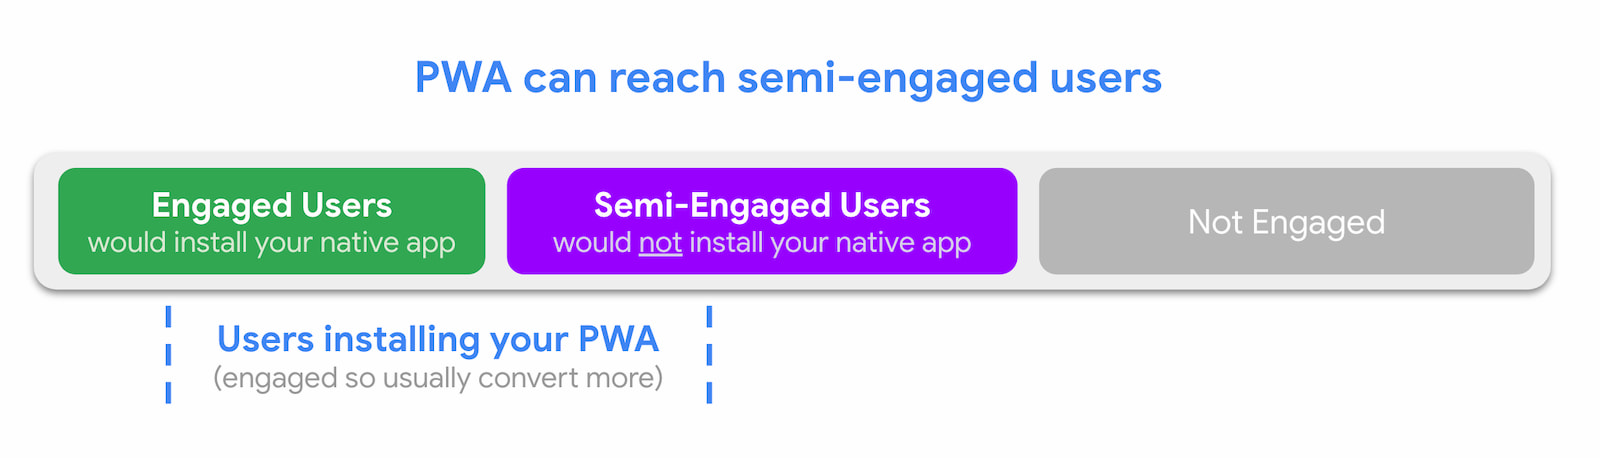 PWA can reach semi-engaged users
Engaged Users
would install your native app
Semi-Engaged Users
would not install your native app
Not Engaged
Users installing your PWA
(engaged so usually convert more)